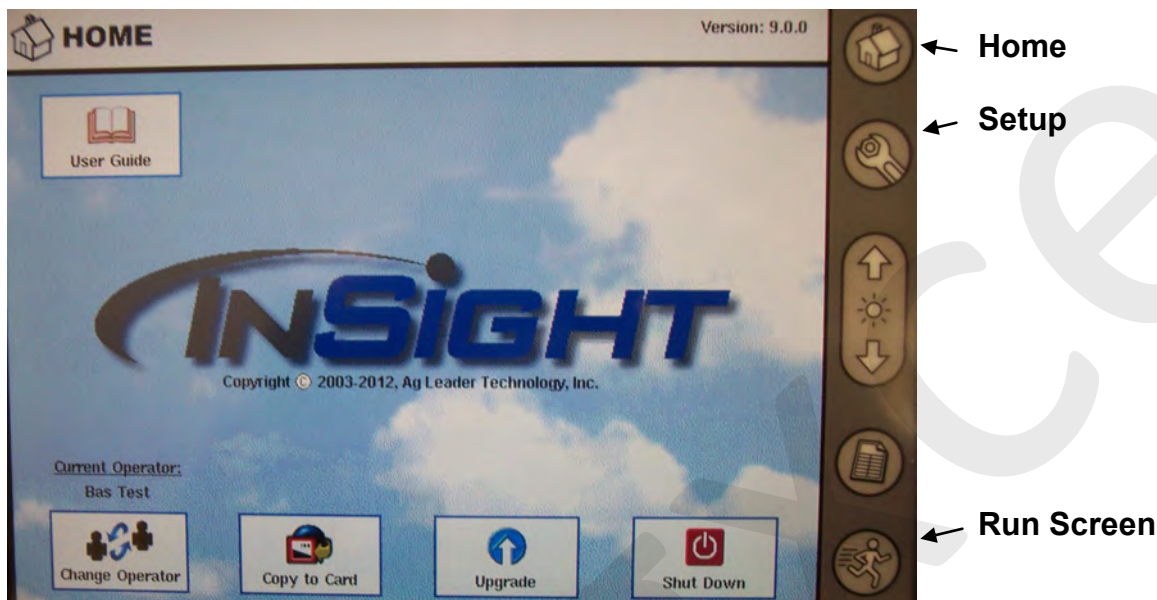 HOME
Version: 9.0.0
Home
Setup
User Guide
INSIGHT
Copyright © 2003-2012, Ag Leader Technology, Inc.
Current Operator:
Bas Test
Run Screen
Change Operator
Copy to Card
Upgrade
Shut Down